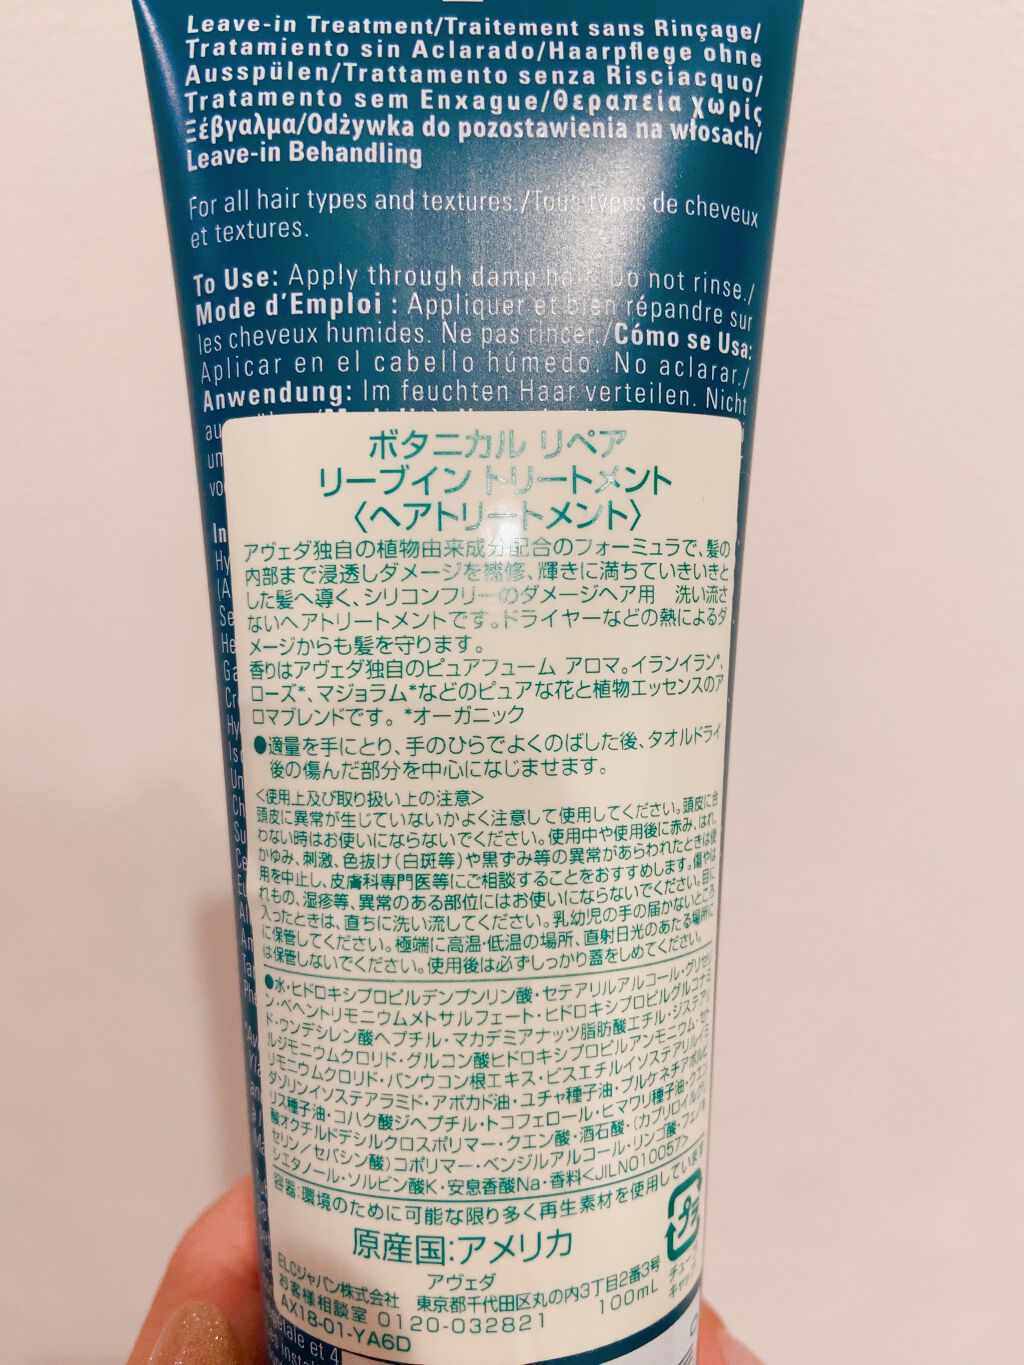 Leave-in Treatment/Traitement sans Rinçage/
Tratamiento sin Aclarado/Haarpflege ohne
Ausspülen/Trattamento senza Risciacquo/
Tratamento sem Enxague/Θεραπεία χωρίς
Ξέβγαλμα/Odżywka do pozostawienia na włosach/
Leave-in Behandling
For all hair types and textures./Tous types de cheveux
et textures.
To Use: Apply through damp hair. Do not rinse./
Mode d'Emploi : Appliquer et bien répandre sur
les cheveux humides. Ne pas rincer./Cómo se Usa:
Aplicar en el cabello húmedo. No aclarar./
Anwendung: Im feuchten Haar verteilen. Nicht
ボタニカル リペア
リーブイン トリートメント
〈ヘアトリートメント〉
アヴェダ独自の植物由来成分配合のフォーミュラで、髪の
内部まで浸透しダメージを補修、輝きに満ちていきいきと
した髪へ導く、シリコンフリーのダメージヘア用 洗い流さ
ないヘアトリートメントです。ドライヤーなどの熱によるダ
メージからも髪を守ります。
香りはアヴェダ独自のピュアフューム アロマ。イランイラン*、
ローズ*、マジョラム*などのピュアな花と植物エッセンスのア
ロマブレンドです。 *オーガニック
●適量を手にとり、手のひらでよくのばした後、タオルドライ
後の傷んだ部分を中心になじませます。
<使用上及び取り扱い上の注意>
頭皮に異常が生じていないかよく注意して使用してください。頭皮に合
わない時はお使いにならないでください。使用中や使用後に赤み、はれ、
かゆみ、刺激、色抜け(白斑等)や黒ずみ等の異常があらわれたときは使
用を中止し、皮膚科専門医等にご相談することをおすすめします。傷やは
れもの、湿疹等、異常のある部位にはお使いにならないでください。目に
入ったときは、直ちに洗い流してください。乳幼児の手の届かないところ
に保管してください。極端に高温・低温の場所、直射日光のあたる場所に
は保管しないでください。使用後は必ずしっかり蓋をしめてください。
●水・ヒドロキシプロピルデンプンリン酸・セテアリルアルコール・グリセリ
ン・ベヘントリモニウムメトサルフェート・ヒドロキシプロピルグルコナミ
ド・ウンデシレン酸ヘプチル・マカデミアナッツ脂肪酸エチル・ジステアリ
ルジモニウムクロリド・グルコン酸ヒドロキシプロピルアンモニウム・セト
リモニウムクロリド・バンウコン根エキス・ビスエチルイソステアリルイミ
ダゾリンイソステアラミド・アボカド油・ユチャ種子油・プルケネチアボルビ
リス種子油・コハク酸ジヘプチル・トコフェロール・ヒマワリ種子油・クエン
酸オクチルドデシルクロスポリマー・クエン酸・酒石酸・(カプリロイルグリ
セリン/セバシン酸)コポリマー・ベンジルアルコール・リンゴ酸・フェノキ
シエタノール・ソルビン酸K・安息香酸Na・香料<JILN010057>
容器:環境のために可能な限り多く再生素材を使用しています
原産国:アメリカ
アヴェダ
ELCジャパン株式会社 東京都千代田区丸の内3丁目2番3号
お客様相談室 0120-032821 100mL
AX18-01-YA6D
プラ